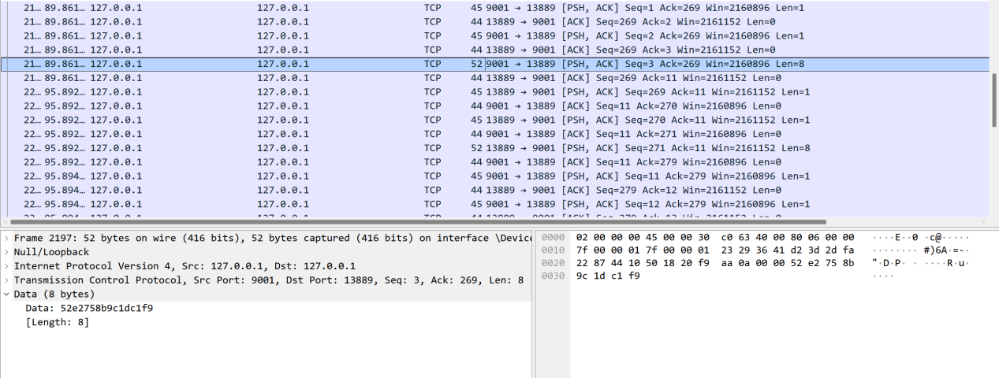 21… 89.861… 127.0.0.1 127.0.0.1 TCP 45 9001 → 13889 [PSH, ACK] Seq=1 Ack=269 Win=2160896 Len=1
21… 89.861… 127.0.0.1 127.0.0.1 TCP 44 13889 → 9001 [ACK] Seq=269 Ack=2 Win=2161152 Len=0
21… 89.861… 127.0.0.1 127.0.0.1 TCP 45 9001 → 13889 [PSH, ACK] Seq=2 Ack=269 Win=2160896 Len=1
21… 89.861… 127.0.0.1 127.0.0.1 TCP 44 13889 → 9001 [ACK] Seq=269 Ack=3 Win=2161152 Len=0
21… 89.861… 127.0.0.1 127.0.0.1 TCP 52 9001 → 13889 [PSH, ACK] Seq=3 Ack=269 Win=2160896 Len=8
21… 89.861… 127.0.0.1 127.0.0.1 TCP 44 13889 → 9001 [ACK] Seq=269 Ack=11 Win=2161152 Len=0
22… 95.892… 127.0.0.1 127.0.0.1 TCP 45 13889 → 9001 [PSH, ACK] Seq=269 Ack=11 Win=2161152 Len=1
22… 95.892… 127.0.0.1 127.0.0.1 TCP 44 9001 → 13889 [ACK] Seq=11 Ack=270 Win=2160896 Len=0
22… 95.892… 127.0.0.1 127.0.0.1 TCP 45 13889 → 9001 [PSH, ACK] Seq=270 Ack=11 Win=2161152 Len=1
22… 95.892… 127.0.0.1 127.0.0.1 TCP 44 9001 → 13889 [ACK] Seq=11 Ack=271 Win=2160896 Len=0
22… 95.892… 127.0.0.1 127.0.0.1 TCP 52 13889 → 9001 [PSH, ACK] Seq=271 Ack=11 Win=2161152 Len=8
22… 95.892… 127.0.0.1 127.0.0.1 TCP 44 9001 → 13889 [ACK] Seq=11 Ack=279 Win=2160896 Len=0
22… 95.894… 127.0.0.1 127.0.0.1 TCP 45 9001 → 13889 [PSH, ACK] Seq=11 Ack=279 Win=2160896 Len=1
22… 95.894… 127.0.0.1 127.0.0.1 TCP 44 13889 → 9001 [ACK] Seq=279 Ack=12 Win=2161152 Len=0
22… 95.894… 127.0.0.1 127.0.0.1 TCP 45 9001 → 13889 [PSH, ACK] Seq=12 Ack=279 Win=2160896 Len=1
Frame 2197: 52 bytes on wire (416 bits), 52 bytes captured (416 bits) on interface \Device
Null/Loopback
Internet Protocol Version 4, Src: 127.0.0.1, Dst: 127.0.0.1
Transmission Control Protocol, Src Port: 9001, Dst Port: 13889, Seq: 3, Ack: 269, Len: 8
Data (8 bytes)
Data: 52e2758b9c1dc1f9
[Length: 8]
0000 02 00 00 00 45 00 00 30 c0 63 40 00 80 06 00 00 ····E··0 ·c@·····
0010 7f 00 00 01 7f 00 00 01 23 29 36 41 d2 3d 2d fa ········ #)6A·=-·
0020 22 87 44 10 50 18 20 f9 aa 0a 00 00 52 e2 75 8b "·D·P· · ····R·u·
0030 9c 1d c1 f9 ····